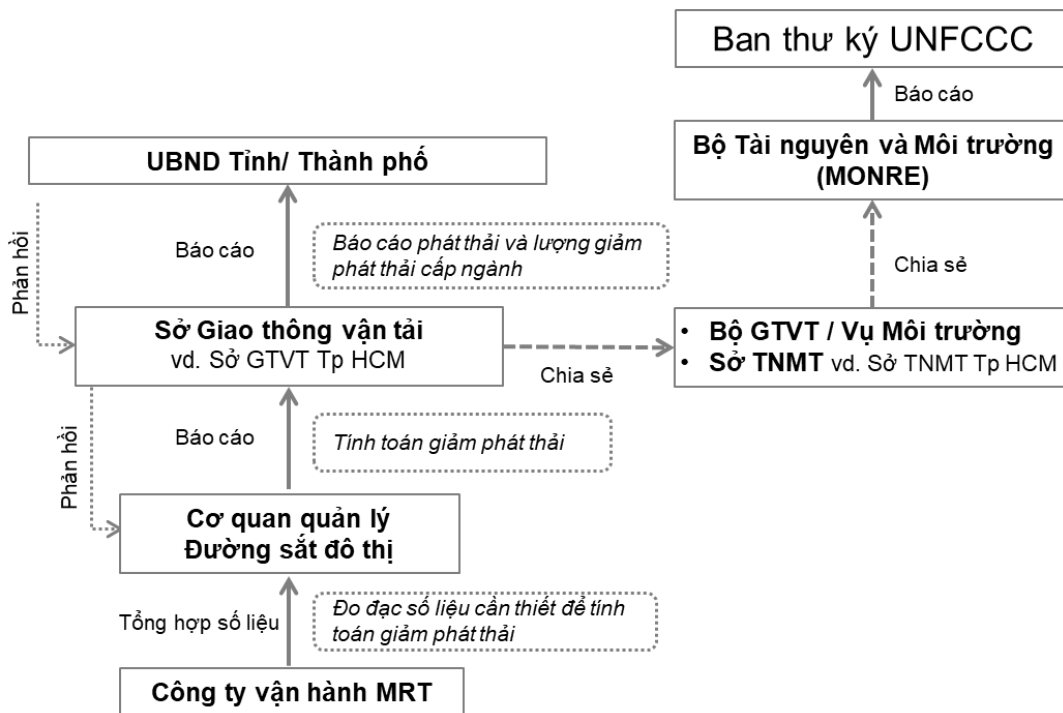 Ban thư ký UNFCCC
Báo cáo
Bộ Tài nguyên và Môi trường
(MONRE)
Chia sẻ
• Bộ GTVT / Vụ Môi trường
• Sở TNMT vd. Sở TNMT Tp HCM
UBND Tỉnh/ Thành phố
Phản hồi
Báo cáo
Báo cáo phát thải và lượng giảm
phát thải cấp ngành
Sở Giao thông vận tải
vd. Sở GTVT Tp HCM
Chia sẻ
Phản hồi
Báo cáo
Tính toán giảm phát thải
Cơ quan quản lý
Đường sắt đô thị
Tổng hợp số liệu
Đo đạc số liệu cần thiết để tính
toán giảm phát thải
Công ty vận hành MRT